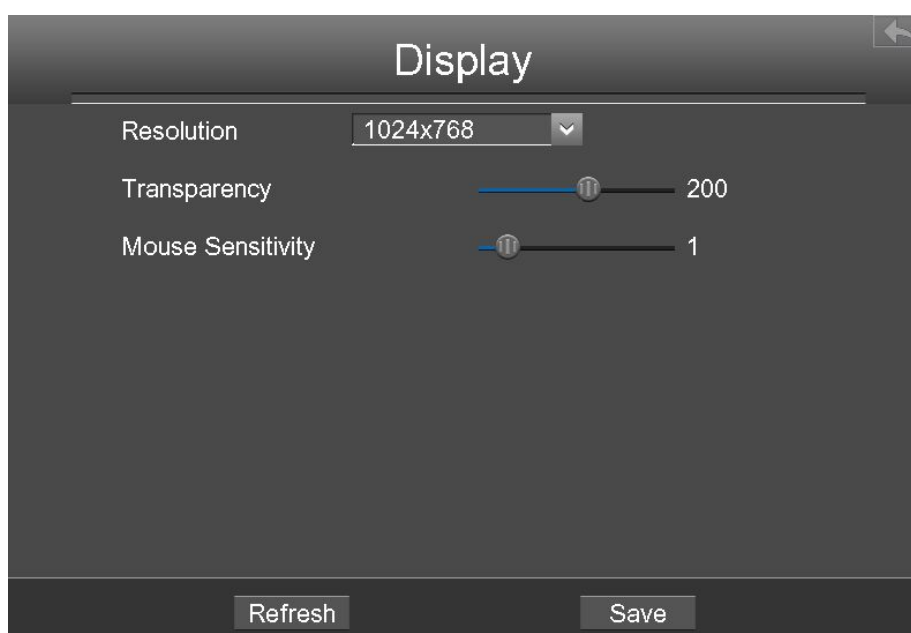 Display
Resolution 1024x768
Transparency 200
Mouse Sensitivity 1
Refresh Save